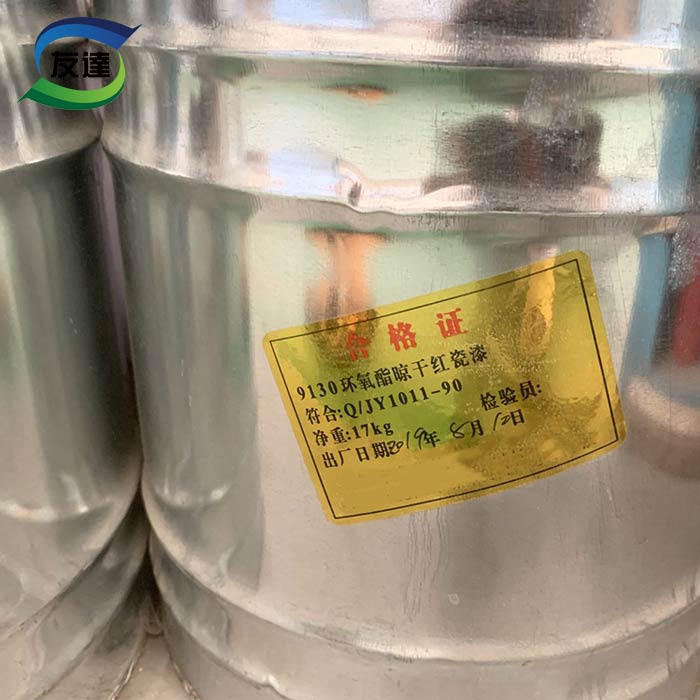 友達
合格证
9130环氧酯晾干红瓷漆
符合:Q/JY1011-90
净重:17kg 检验员:
出厂日期2019年8月12日